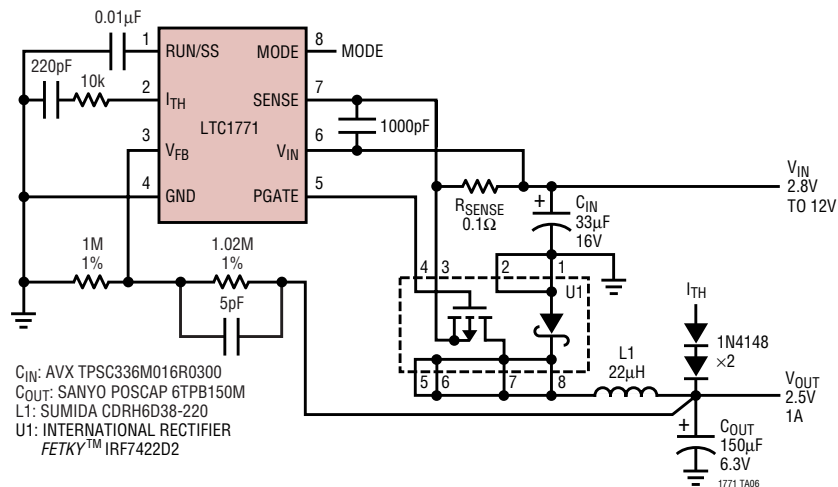 0.01µF
1
RUN/SS
MODE
8
MODE
220pF
10k
2
ITH
SENSE
7
LTC1771
1000pF
3
VFB
VIN
6
4
GND
PGATE
5
RSENSE
0.1Ω
+
CIN
33µF
16V
VIN
2.8V
TO 12V
1M
1%
1.02M
1%
5pF
4 3
2
1
U1
5 6
7
8
L1
22µH
ITH
1N4148
×2
VOUT
2.5V
1A
+
COUT
150µF
6.3V
CIN: AVX TPSC336M016R0300
COUT: SANYO POSCAP 6TPB150M
L1: SUMIDA CDRH6D38-220
U1: INTERNATIONAL RECTIFIER
FETKY™ IRF7422D2
1771 TA06